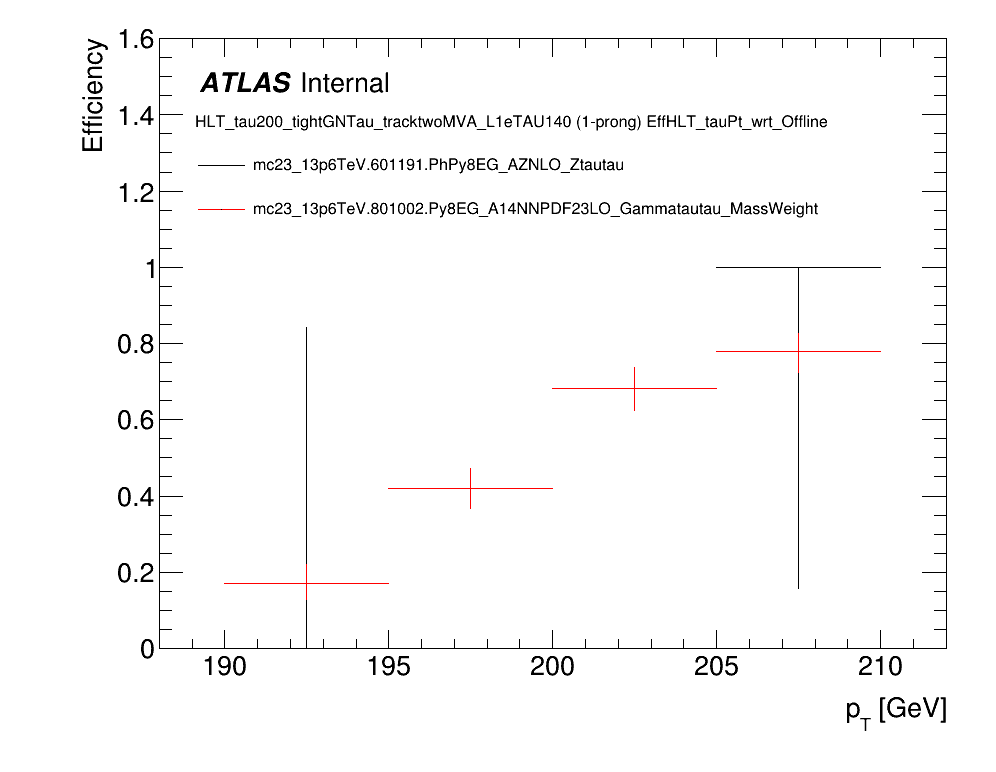 Efficiency
1.6
1.4
1.2
1
0.8
0.6
0.4
0.2
0
ATLAS Internal
HLT_tau200_tightGNTau_tracktwoMVA_L1eTAU140 (1-prong) EffHLT_tauPt_wrt_Offline
mc23_13p6TeV.601191.PhPy8EG_AZNLO_Ztautau
mc23_13p6TeV.801002.Py8EG_A14NNPDF23LO_Gammatautau_MassWeight
190 195 200 205 210
p_T [GeV]